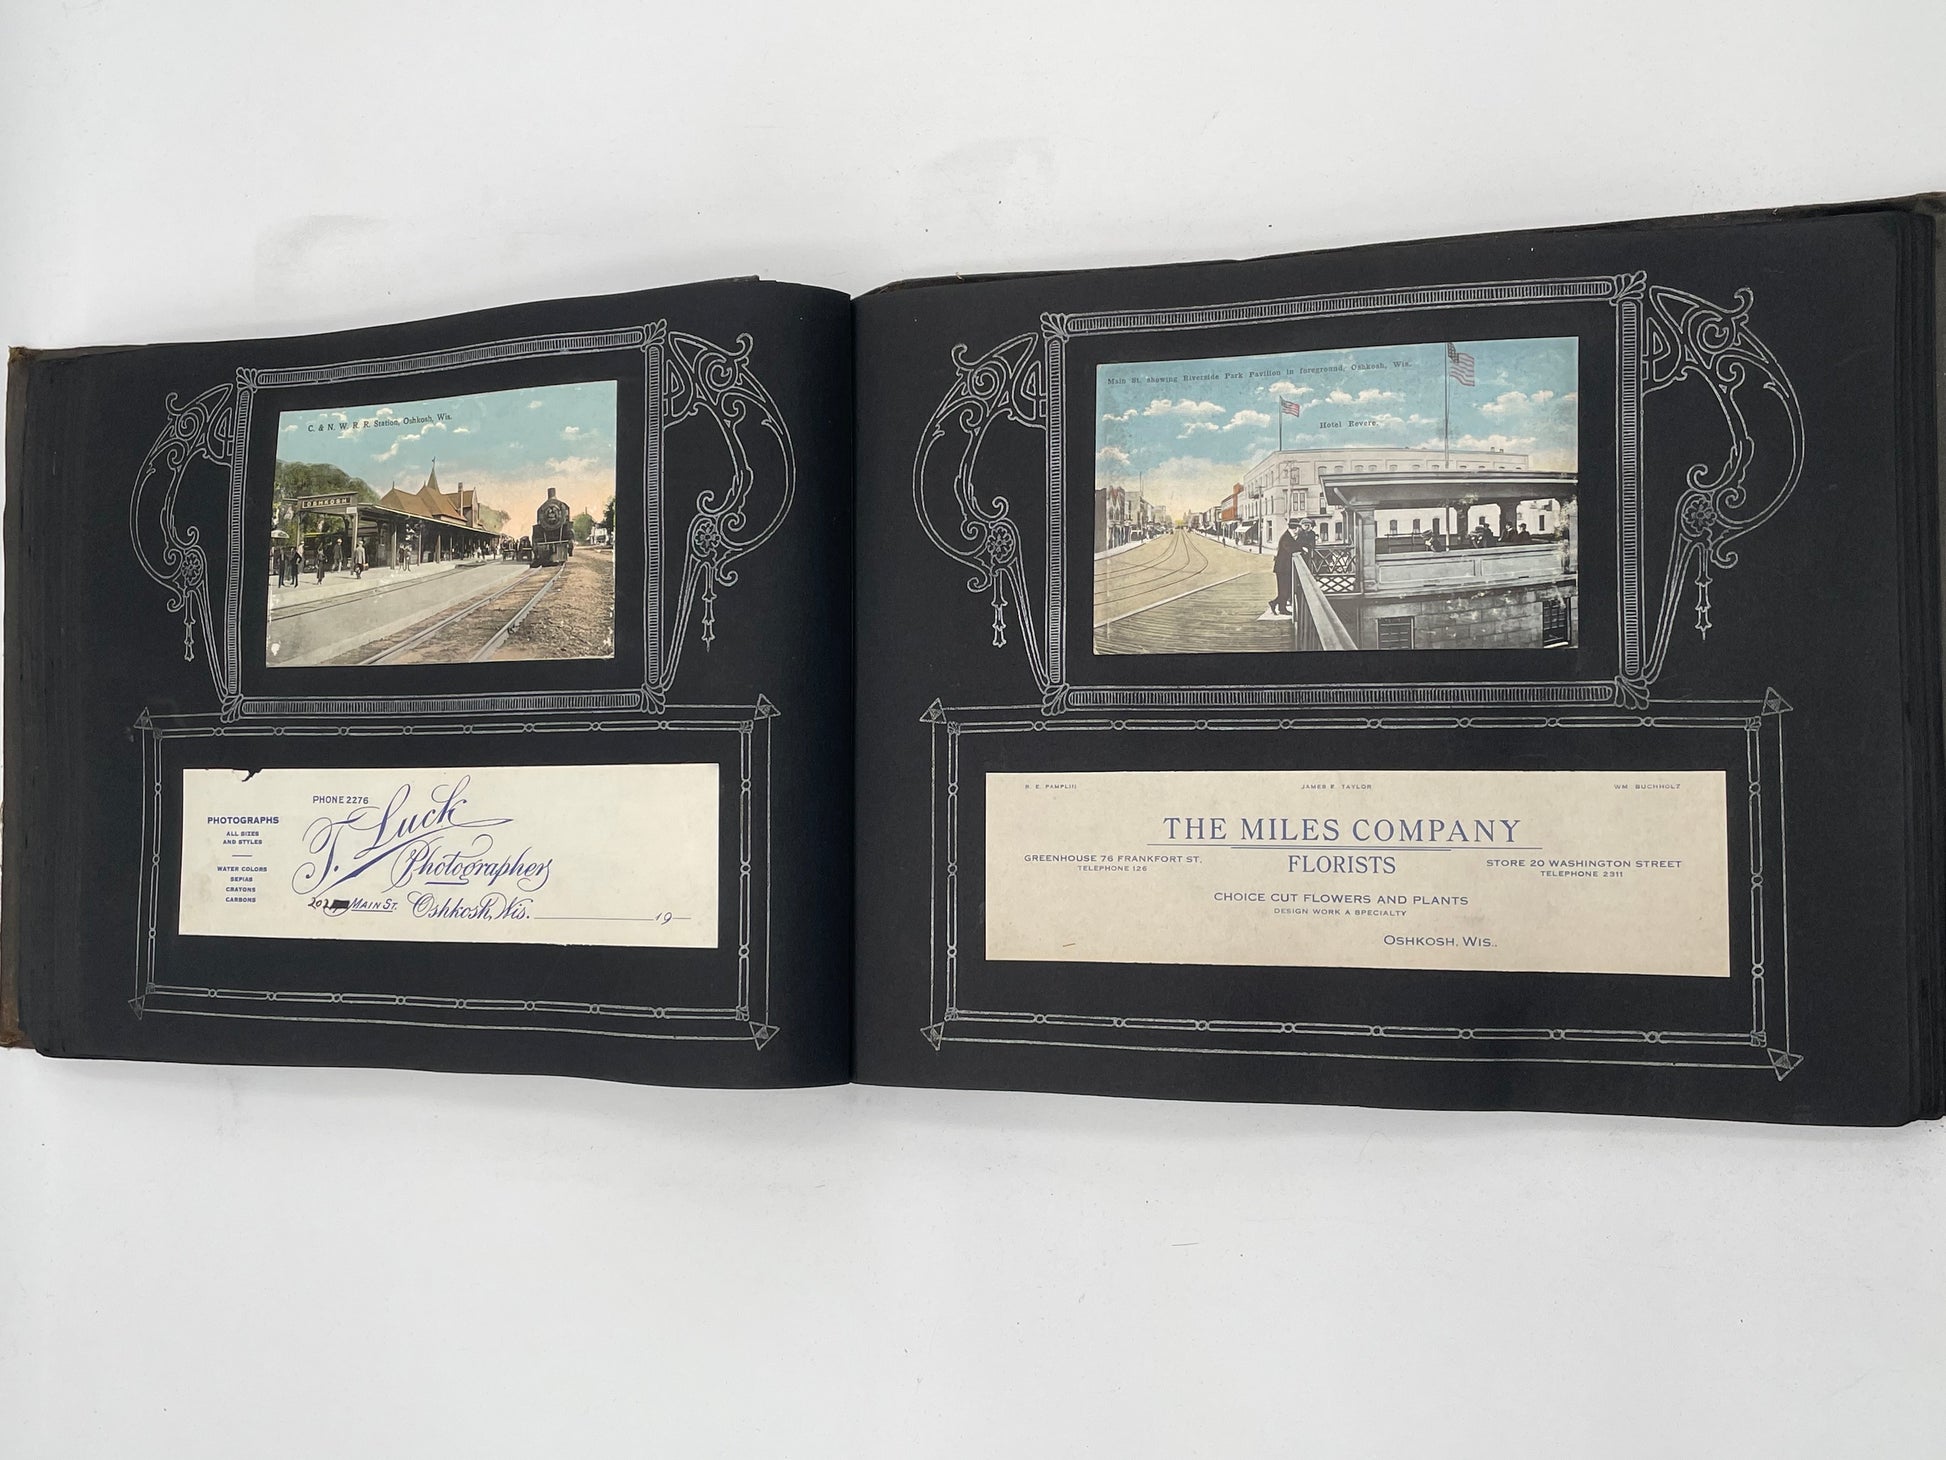 C. & N. W. R. R. Station, Oshkosh, Wis.
OSHKOSH
PHONE 2276
T. Luck
Photographer
PHOTOGRAPHS
ALL SIZES
AND STYLES
WATER COLORS
SEPIAS
CRAYONS
CARBONS
202 MAIN ST. Oshkosh, Wis. 19
Main St. showing Riverside Park Pavilion in foreground, Oshkosh, Wis.
Hotel Revere.
R. E. PAMPLIN JAMES E. TAYLOR WM BUCHHOLZ
THE MILES COMPANY
FLORISTS
GREENHOUSE 76 FRANKFORT ST.
TELEPHONE 126
STORE 20 WASHINGTON STREET
TELEPHONE 2311
CHOICE CUT FLOWERS AND PLANTS
DESIGN WORK A SPECIALTY
OSHKOSH, WIS..